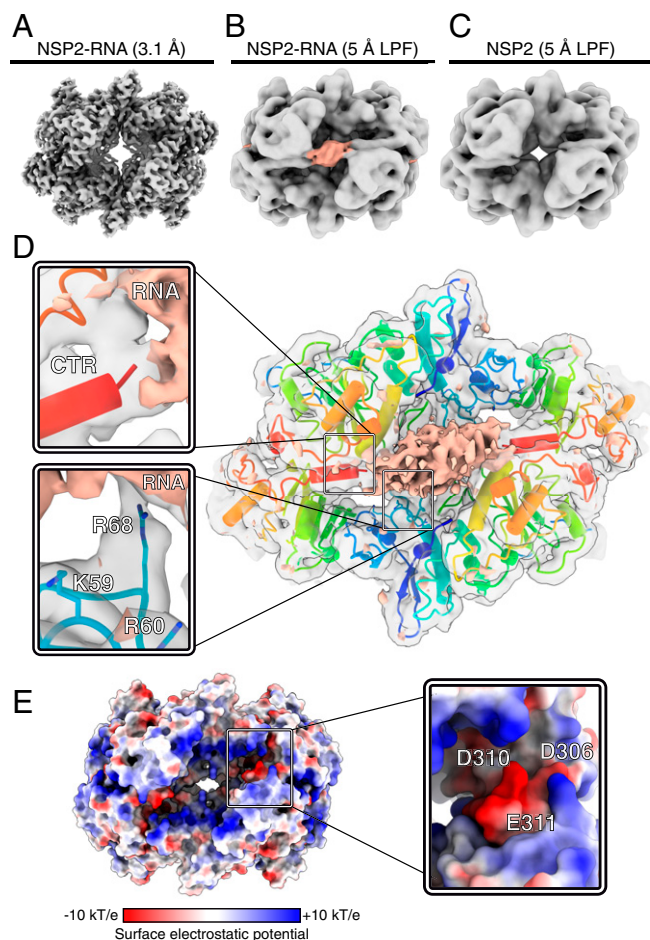 A
B
C
NSP2-RNA (3.1 Å)
NSP2-RNA (5 Å LPF)
NSP2 (5 Å LPF)
D
RNA
CTR
RNA
R68
K59
R60
E
D310
D306
E311
-10 kT/e
+10 kT/e
Surface electrostatic potential